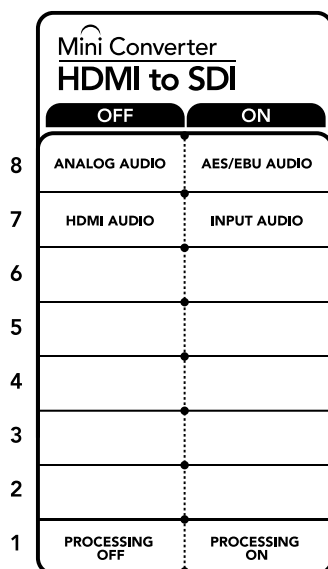 Mini Converter
HDMI to SDI
OFF ON
8 ANALOG AUDIO AES/EBU AUDIO
7 HDMI AUDIO INPUT AUDIO
6
5
4
3
2
1 PROCESSING OFF PROCESSING ON